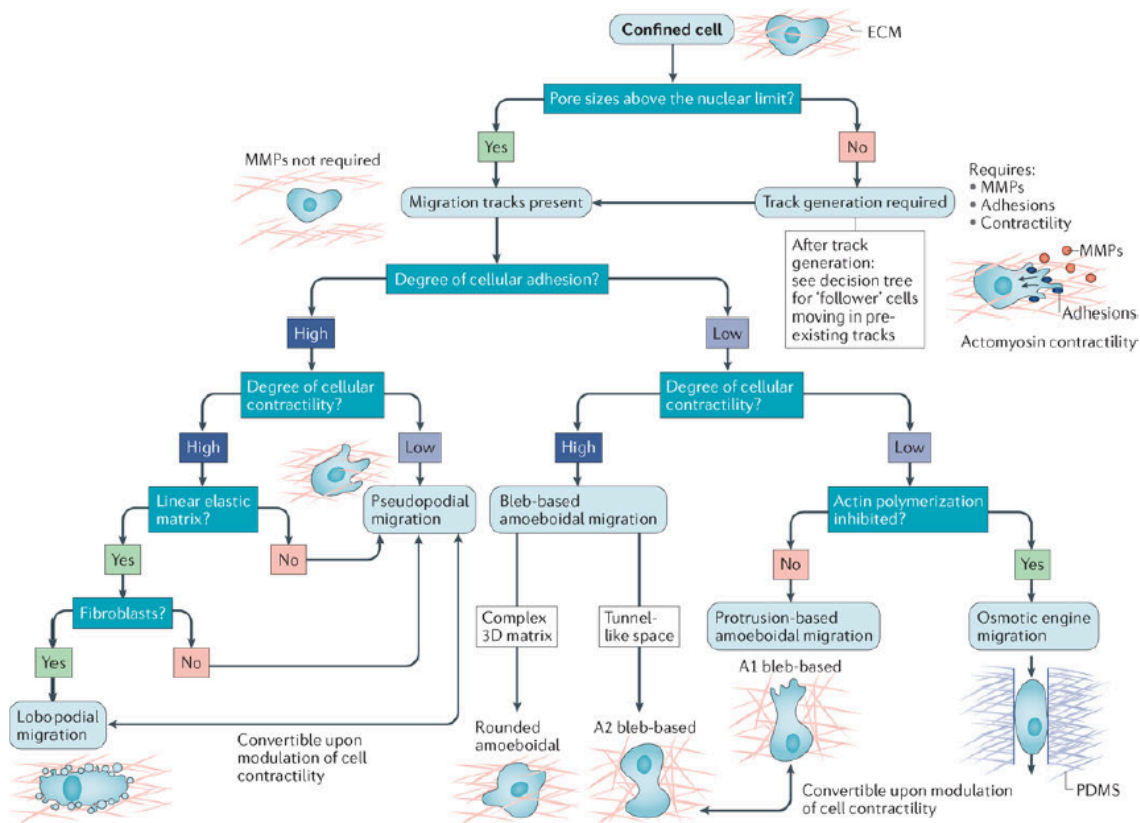 Confined cell
ECM
Pore sizes above the nuclear limit?
Yes
No
MMPs not required
Migration tracks present
Track generation required
Requires:
• MMPs
• Adhesions
• Contractility
After track
generation:
see decision tree
for ‘follower’ cells
moving in pre-
existing tracks
MMPs
Adhesions
Actomyosin contractility
Degree of cellular adhesion?
High
Low
Degree of cellular
contractility?
Degree of cellular
contractility?
High
Low
High
Low
Linear elastic
matrix?
Pseudopodial
migration
Bleb-based
amoeboidal migration
Actin polymerization
inhibited?
Yes
No
No
Yes
Fibroblasts?
Complex
3D matrix
Tunnel-
like space
Protrusion-based
amoeboidal migration
Osmotic engine
migration
Yes
No
A1 bleb-based
Lobopodial
migration
Convertible upon
modulation of cell
contractility
Rounded
amoeboidal
A2 bleb-based
Convertible upon modulation
of cell contractility
PDMS